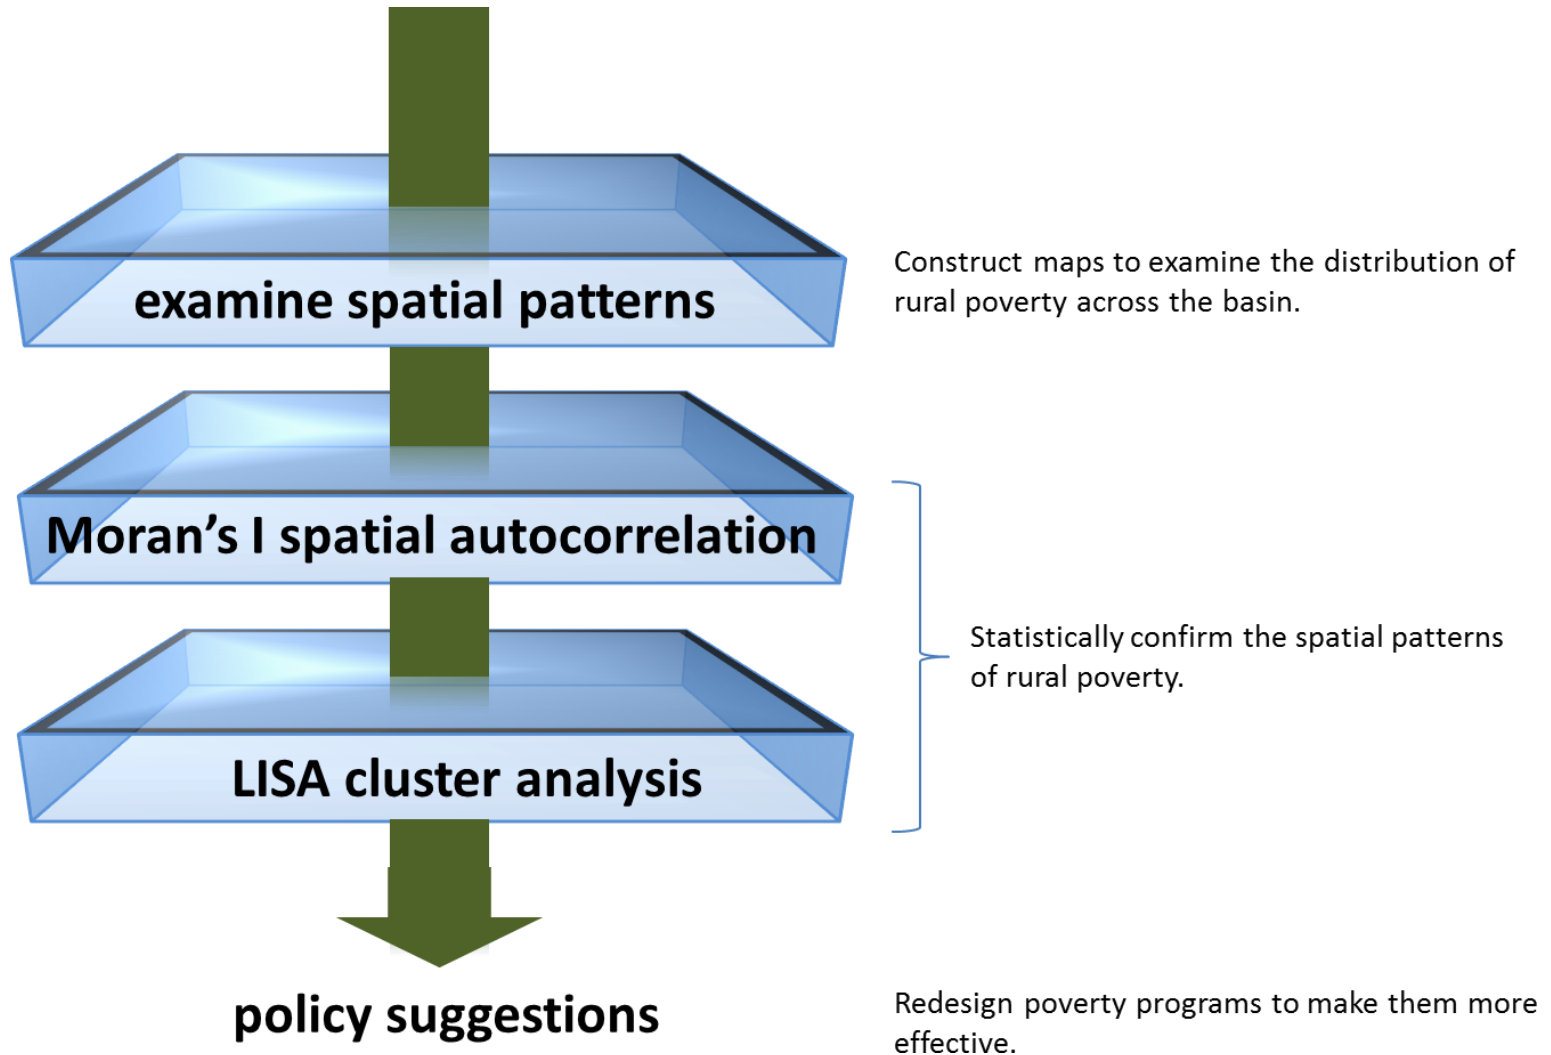 examine spatial patterns
Construct maps to examine the distribution of
rural poverty across the basin.
Moran’s I spatial autocorrelation
Statistically confirm the spatial patterns
of rural poverty.
LISA cluster analysis
policy suggestions
Redesign poverty programs to make them more
effective.